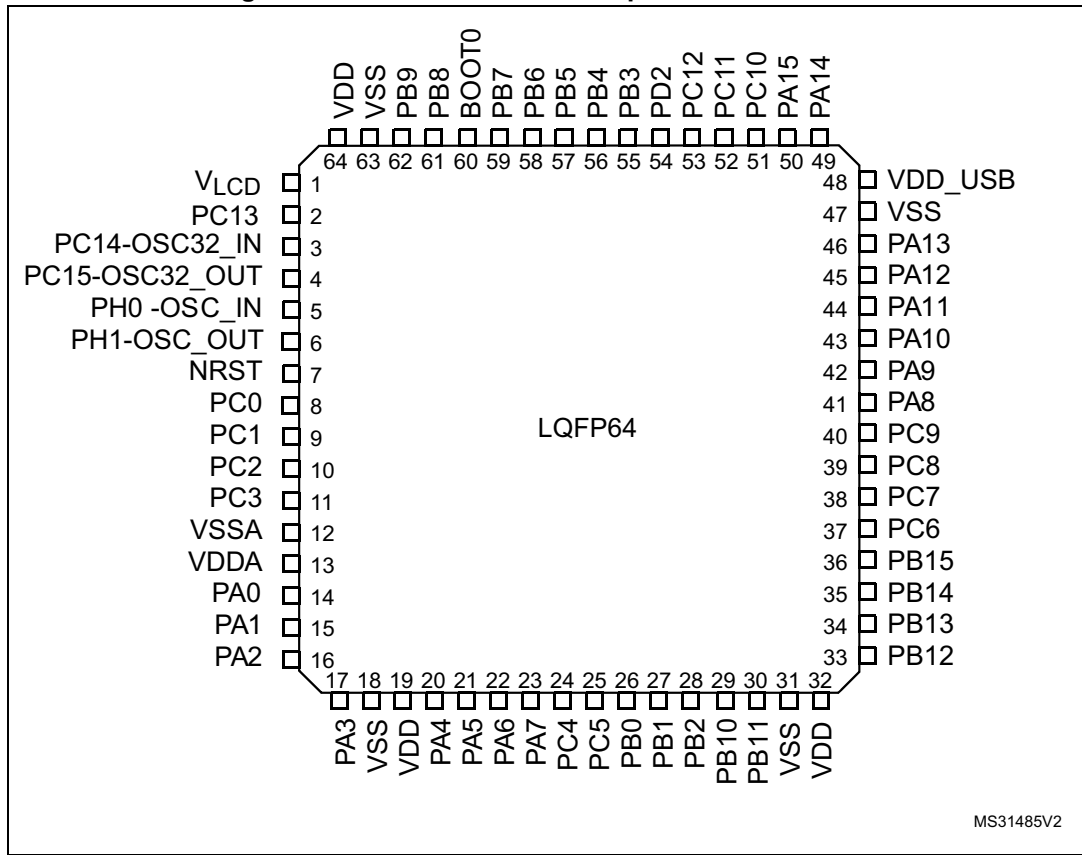 VDD
VSS
PB9
PB8
BOOT0
PB7
PB6
PB5
PB4
PB3
PD2
PC12
PC11
PC10
PA15
PA14
64 63 62 61 60 59 58 57 56 55 54 53 52 51 50 49
VLCD 1
PC13 2
PC14-OSC32_IN 3
PC15-OSC32_OUT 4
PH0 -OSC_IN 5
PH1-OSC_OUT 6
NRST 7
PC0 8
PC1 9
PC2 10
PC3 11
VSSA 12
VDDA 13
PA0 14
PA1 15
PA2 16
LQFP64
48 VDD_USB
47 VSS
46 PA13
45 PA12
44 PA11
43 PA10
42 PA9
41 PA8
40 PC9
39 PC8
38 PC7
37 PC6
36 PB15
35 PB14
34 PB13
33 PB12
17 18 19 20 21 22 23 24 25 26 27 28 29 30 31 32
PA3
VSS
VDD
PA4
PA5
PA6
PA7
PC4
PC5
PB0
PB1
PB2
PB10
PB11
VSS
VDD
MS31485V2